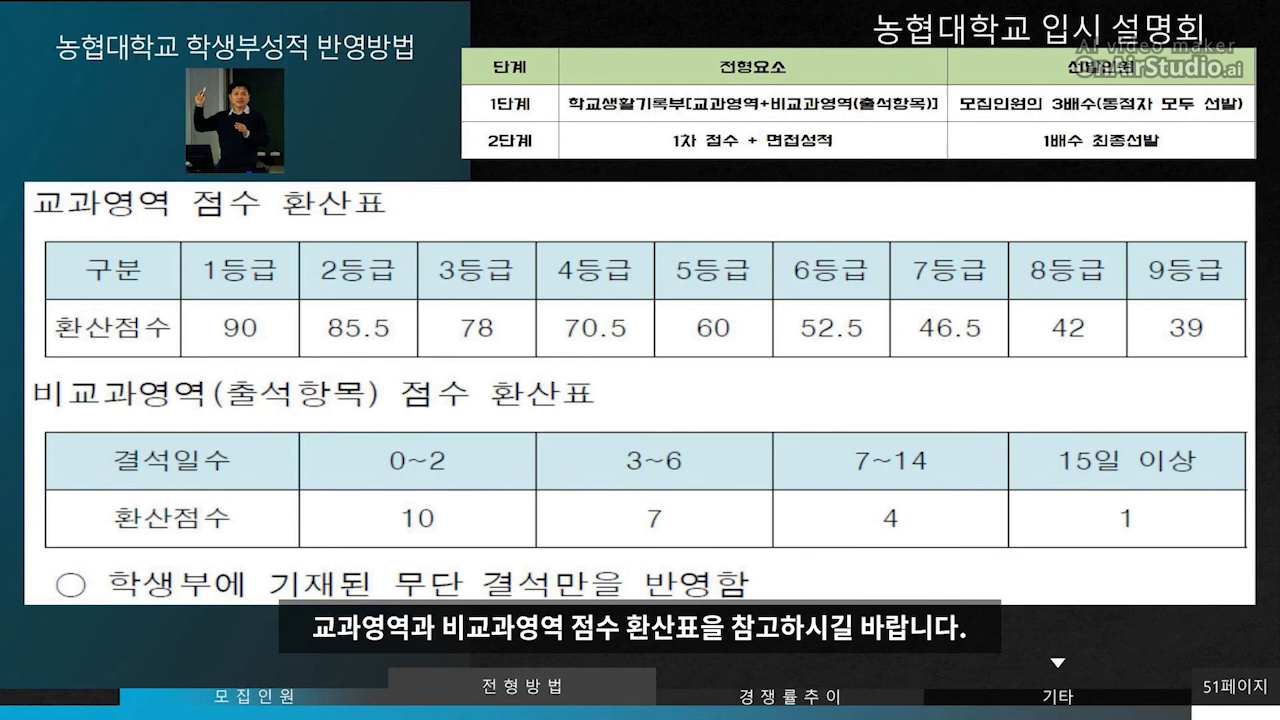 농협대학교 학생부성적 반영방법
농협대학교 입시 설명회
AI video maker
OnAirStudio.ai
단계 전형요소 선발인원
1단계 학교생활기록부[교과영역+비교과영역(출석항목)] 모집인원의 3배수(동점자 모두 선발)
2단계 1차 점수 + 면접성적 1배수 최종선발
교과영역 점수 환산표
구분 1등급 2등급 3등급 4등급 5등급 6등급 7등급 8등급 9등급
환산점수 90 85.5 78 70.5 60 52.5 46.5 42 39
비교과영역(출석항목) 점수 환산표
결석일수 0~2 3~6 7~14 15일 이상
환산점수 10 7 4 1
○ 학생부에 기재된 무단 결석만을 반영함
교과영역과 비교과영역 점수 환산표을 참고하시길 바랍니다.
모집인원 전형방법 경쟁률추이 기타 51페이지